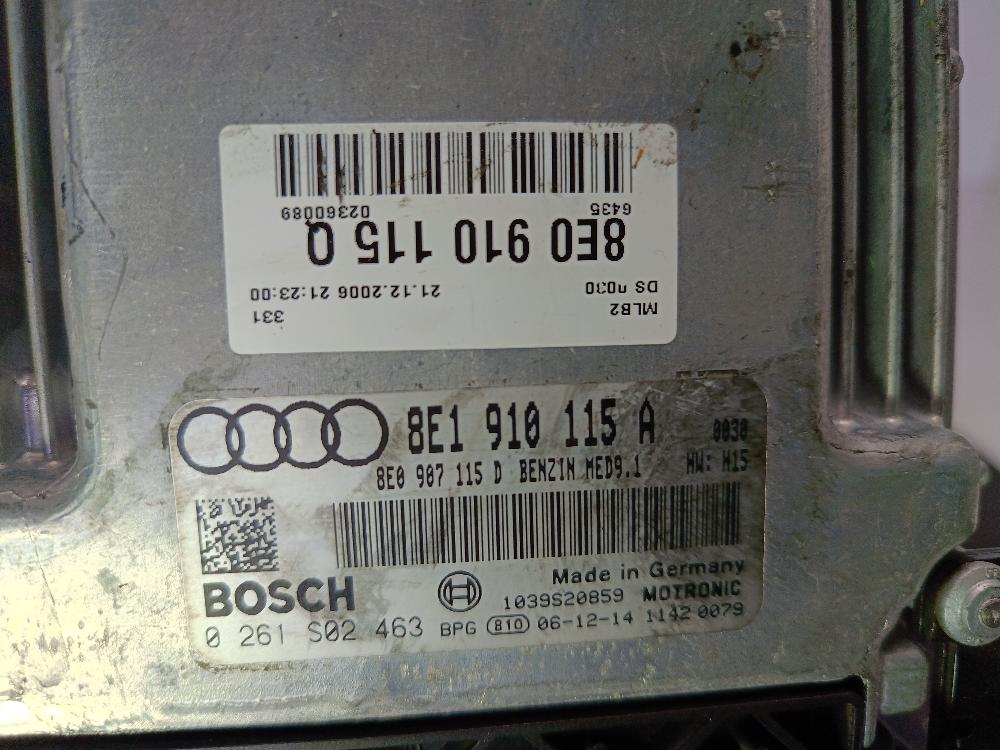 MLB2 331
DS n030 21.12.2006 21:23:00
8E0 910 115 Q
6435 02360089
8E1 910 115 A 0030
8E0 907 115 D BENZIN MED9.1 HW: H15
Made in Germany
BOSCH 1039S20859 MOTRONIC
0 261 S02 463 BPG 810 06-12-14 1142 0079